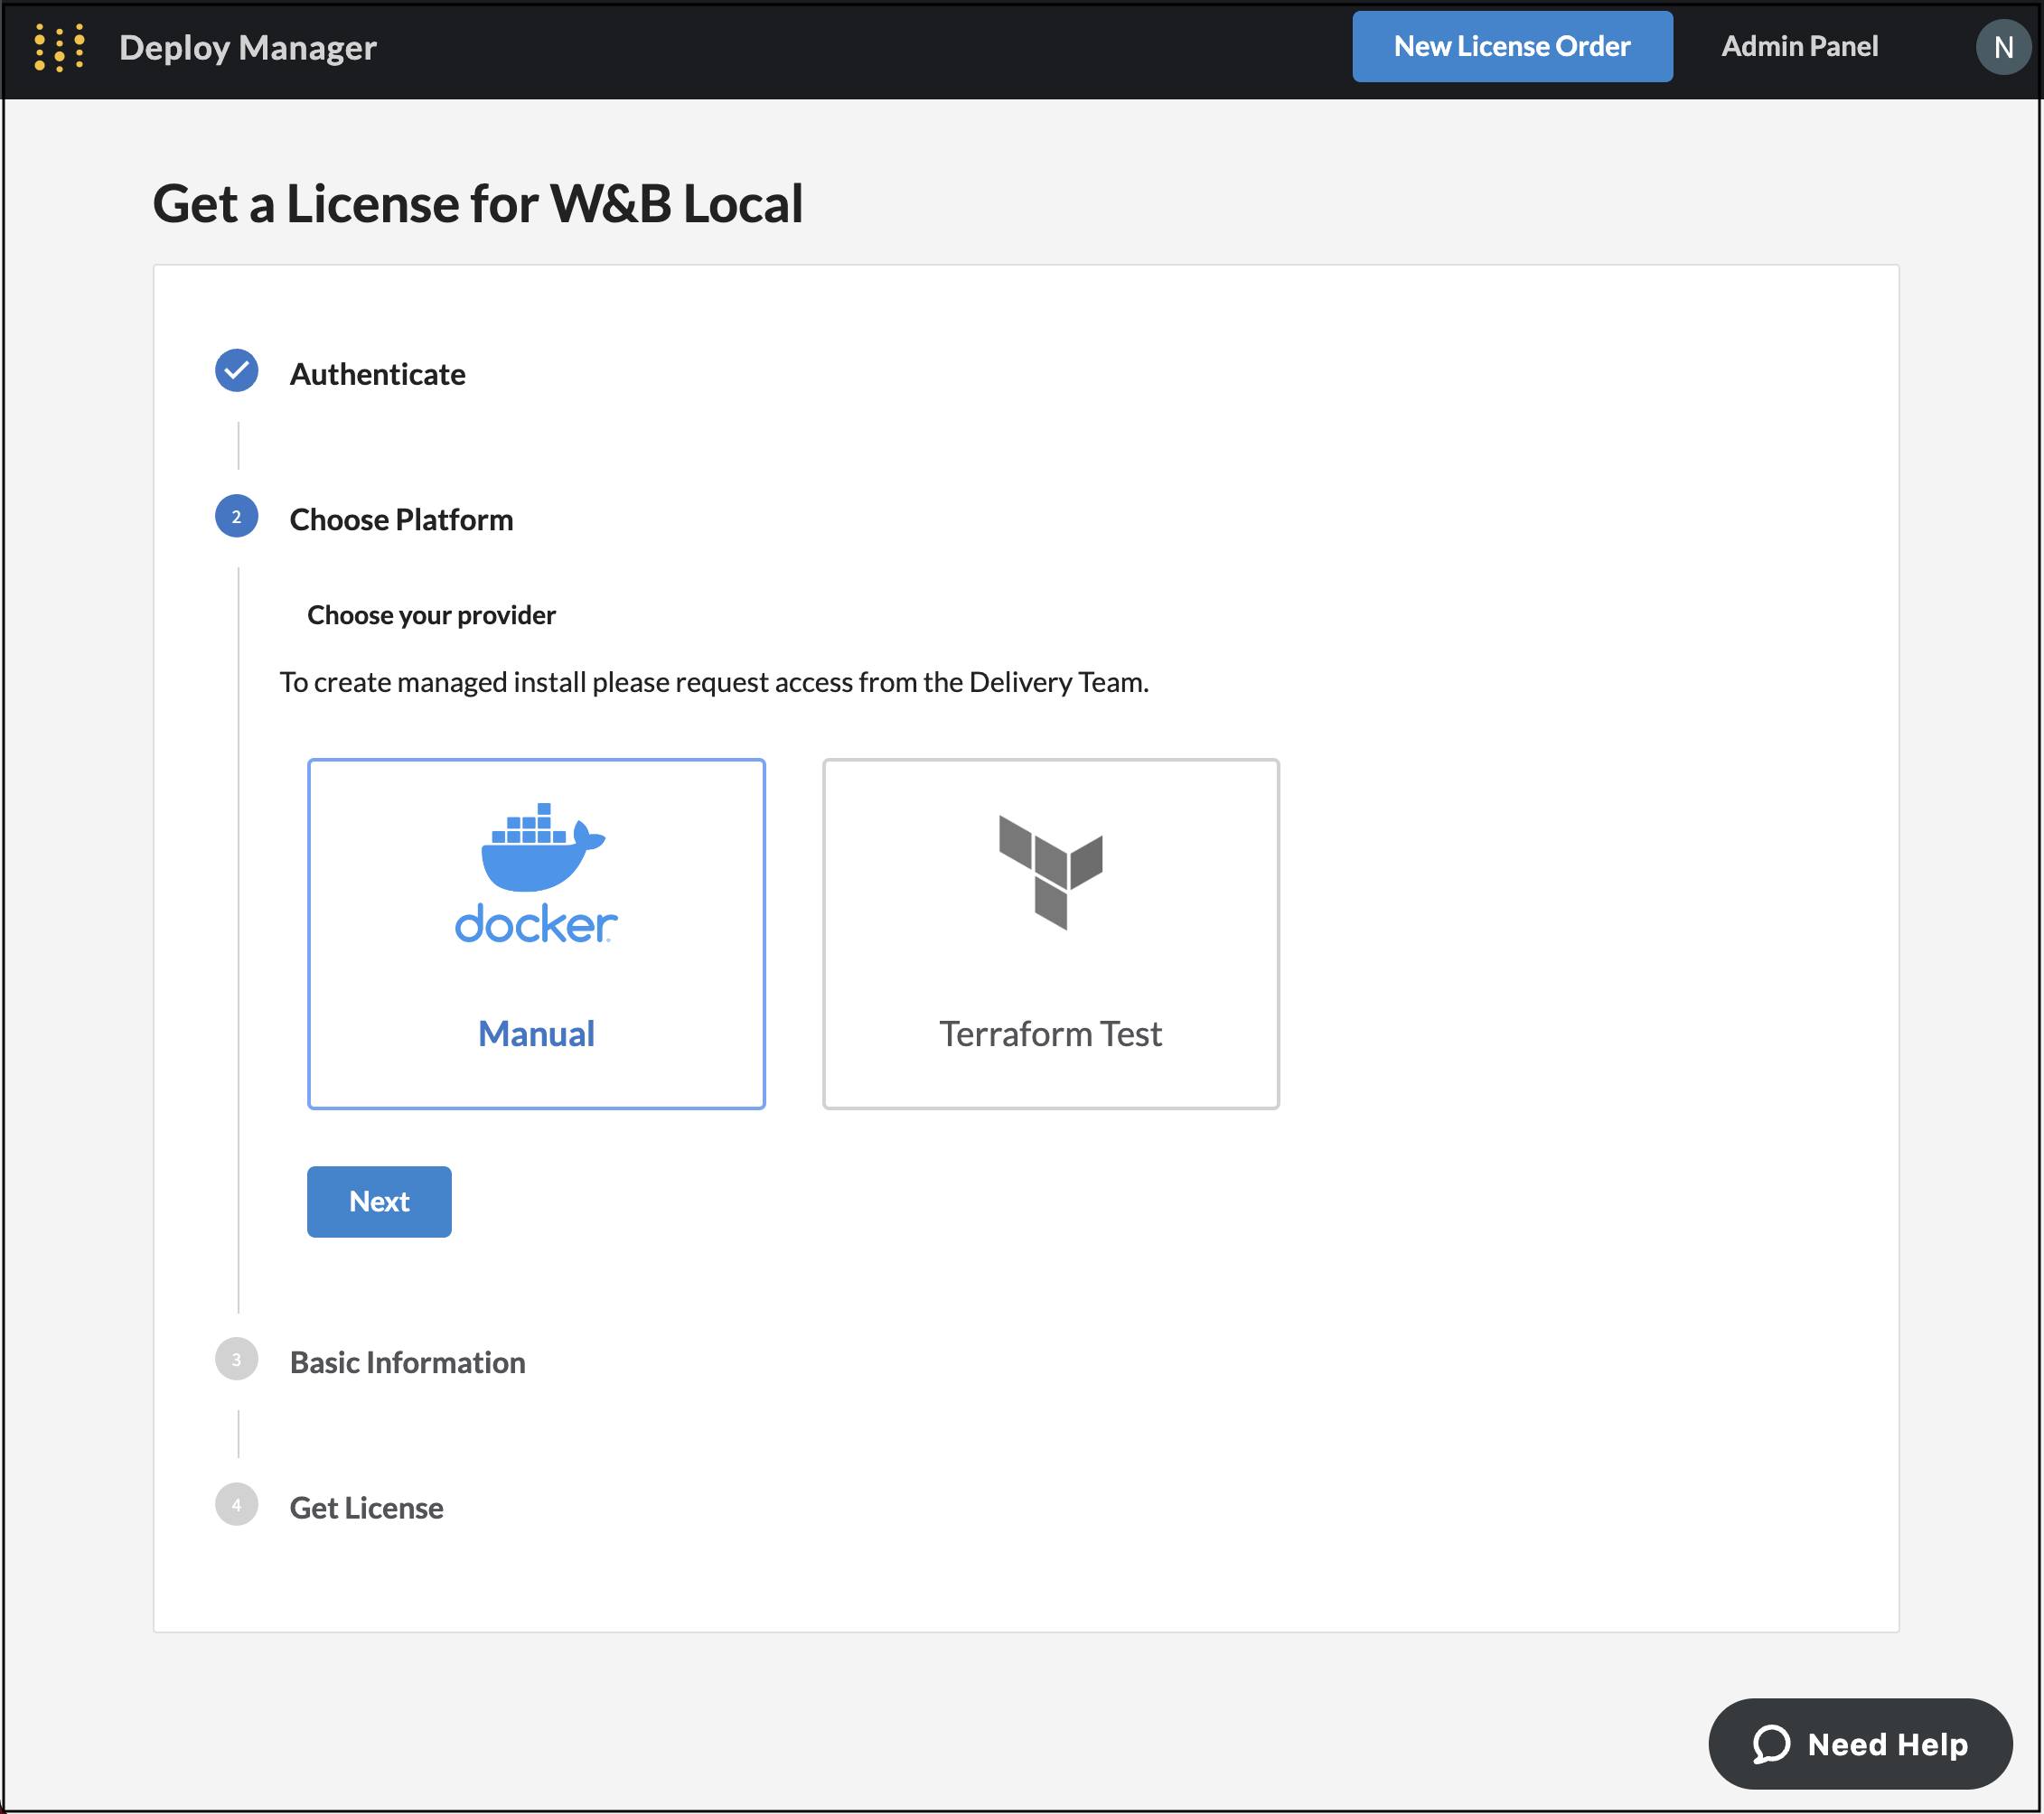 Deploy Manager
New License Order
Admin Panel
N
Get a License for W&B Local
Authenticate
2
Choose Platform
Choose your provider
To create managed install please request access from the Delivery Team.
docker
Manual
Terraform Test
Next
3
Basic Information
4
Get License
Need Help